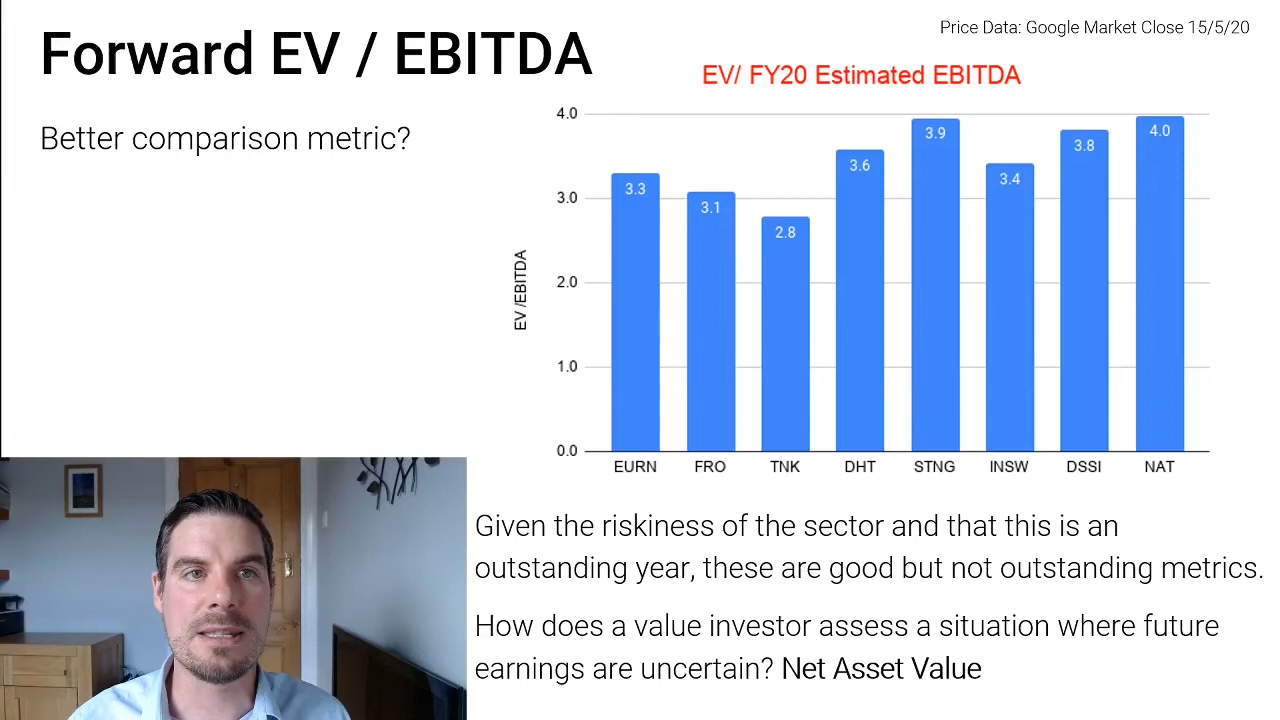 Price Data: Google Market Close 15/5/20
Forward EV / EBITDA
Better comparison metric?
EV/ FY20 Estimated EBITDA
EV /EBITDA
4.0
3.0
2.0
1.0
0.0
3.3
3.1
2.8
3.6
3.9
3.4
3.8
4.0
EURN
FRO
TNK
DHT
STNG
INSW
DSSI
NAT
Given the riskiness of the sector and that this is an
outstanding year, these are good but not outstanding metrics.
How does a value investor assess a situation where future
earnings are uncertain? Net Asset Value